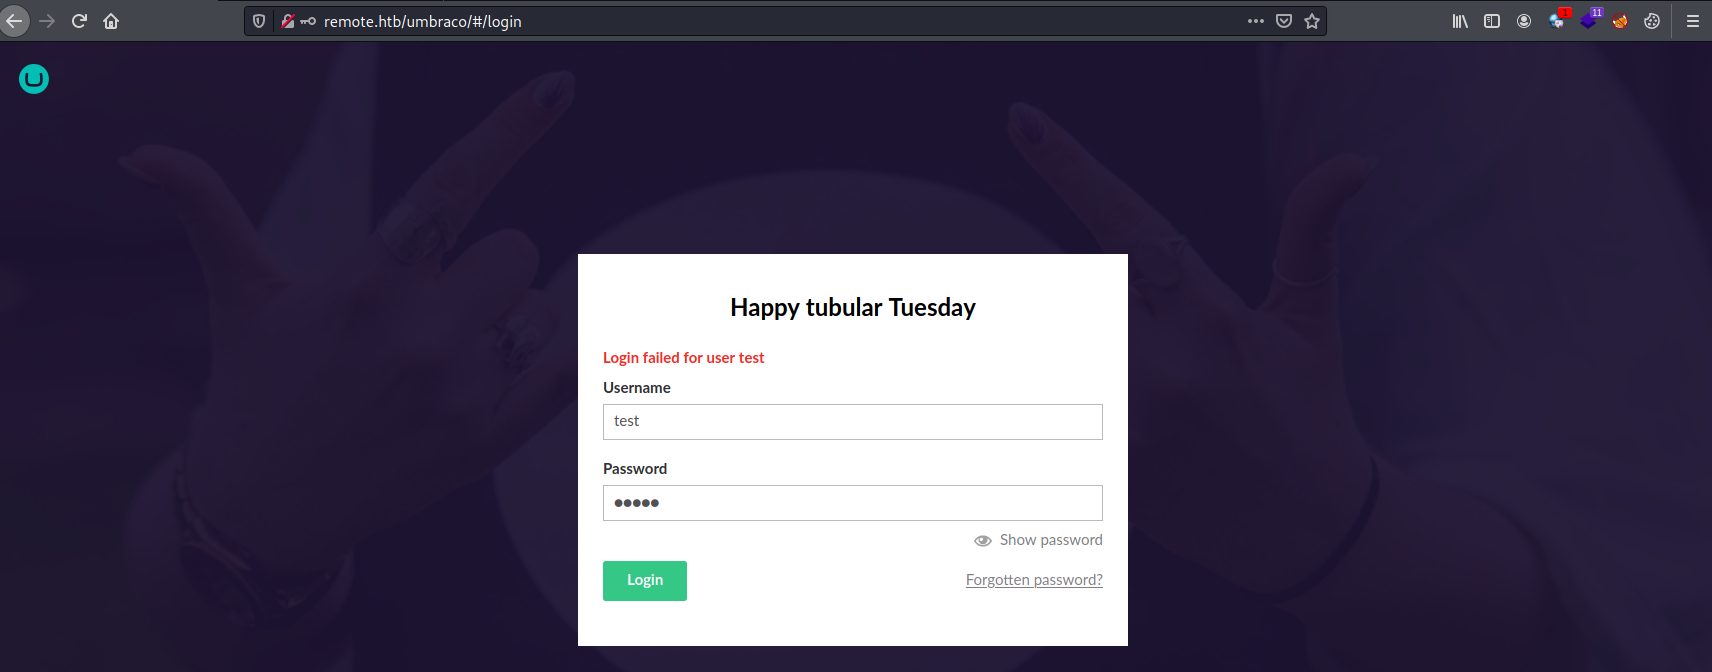 remote.htb/umbraco/#/login
1
11
Happy tubular Tuesday
Login failed for user test
Username
test
Password
Show password
Login
Forgotten password?